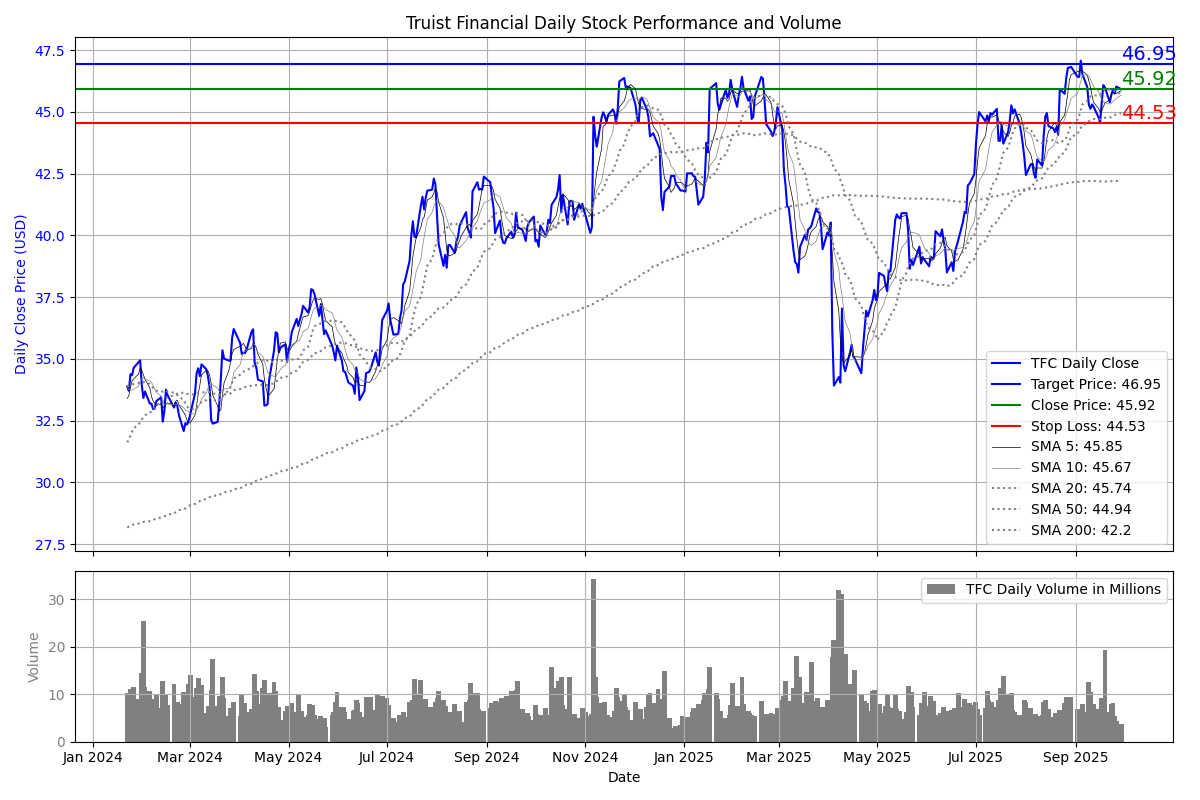 Truist Financial Daily Stock Performance and Volume
47.5
45.0
42.5
40.0
37.5
35.0
32.5
30.0
27.5
Daily Close Price (USD)
46.95
45.92
44.53
TFC Daily Close
Target Price: 46.95
Close Price: 45.92
Stop Loss: 44.53
SMA 5: 45.85
SMA 10: 45.67
SMA 20: 45.74
SMA 50: 44.94
SMA 200: 42.2
30
20
10
0
Volume
TFC Daily Volume in Millions
Jan 2024
Mar 2024
May 2024
Jul 2024
Sep 2024
Nov 2024
Jan 2025
Mar 2025
May 2025
Jul 2025
Sep 2025
Date